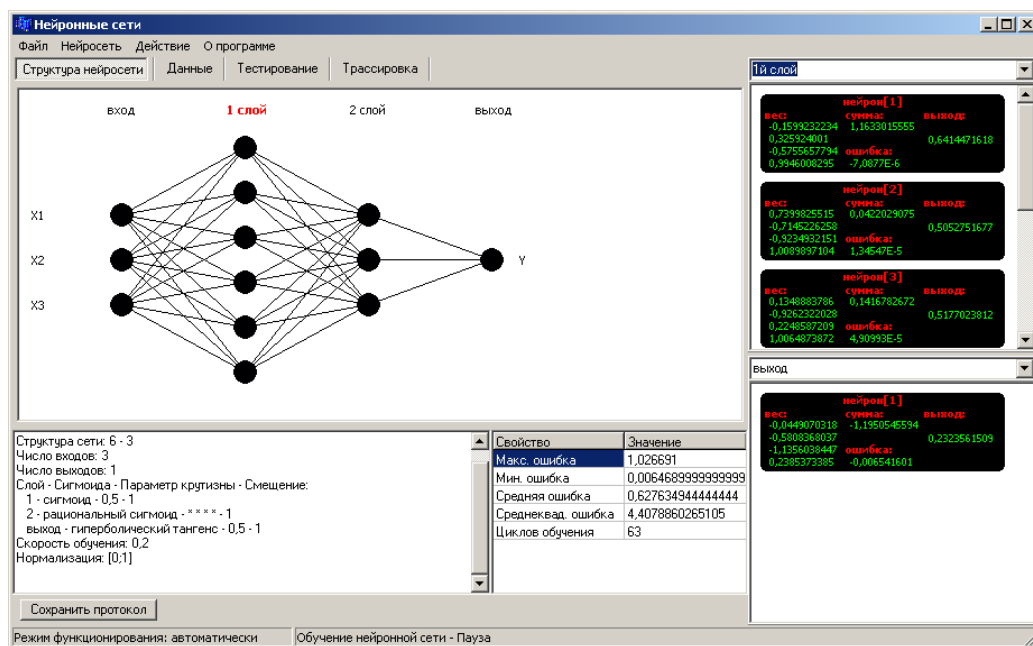 Нейронные сети
Файл Нейросеть Действие О программе
Структура нейросети Данные Тестирование Трассировка
вход 1 слой 2 слой выход
X1
X2
X3
Y
Структура сети: 6 - 3
Число входов: 3
Число выходов: 1
Слой - Сигмоида - Параметр крутизны - Смещение:
1 - сигмоид - 0,5 - 1
2 - рациональный сигмоид - * * * * - 1
выход - гиперболический тангенс - 0,5 - 1
Скорость обучения: 0,2
Нормализация: [0;1]
Свойство Значение
Макс. ошибка 1,026691
Мин. ошибка 0,0064689999999999
Средняя ошибка 0,627634944444444
Среднеквад. ошибка 4,4078860265105
Циклов обучения 63
Сохранить протокол
Режим функционирования: автоматически Обучение нейронной сети - Пауза
1й слой
нейрон[1]
вес: сумма: выход:
-0,1599232234 1,1633015555
0,325924001 0,6414471618
-0,5755657794 ошибка:
0,9946008295 -7,0877E-6
нейрон[2]
вес: сумма: выход:
0,7399825515 0,0422029075
-0,7145226258 0,5052751677
-0,9234932151 ошибка:
1,0089897104 1,34547E-5
нейрон[3]
вес: сумма: выход:
0,1348883786 0,1416782672
-0,9262322028 0,5177023812
0,2248587209 ошибка:
1,0064873872 4,90993E-5
выход
нейрон[1]
вес: сумма: выход:
-0,0449070318 -1,1950545594
-0,5808368037 0,2323561509
-1,1356038447 ошибка:
0,2385373385 -0,006541601